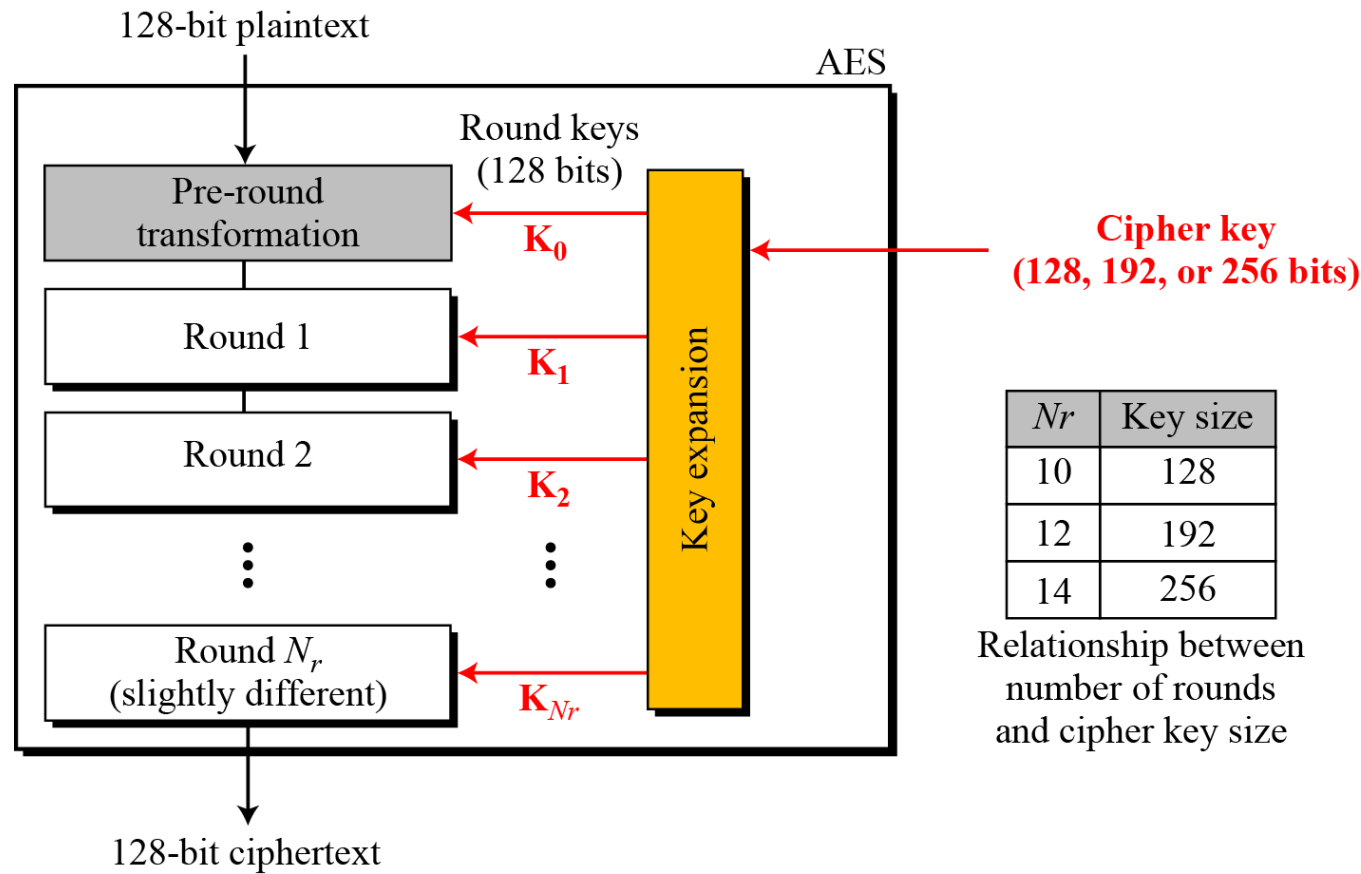 128-bit plaintext
AES
Round keys
(128 bits)
Pre-round
transformation
K0
Cipher key
(128, 192, or 256 bits)
Round 1
K1
Key expansion
Round 2
K2
Nr Key size
10 128
12 192
14 256
Relationship between
number of rounds
and cipher key size
Round Nr
(slightly different)
KNr
128-bit ciphertext